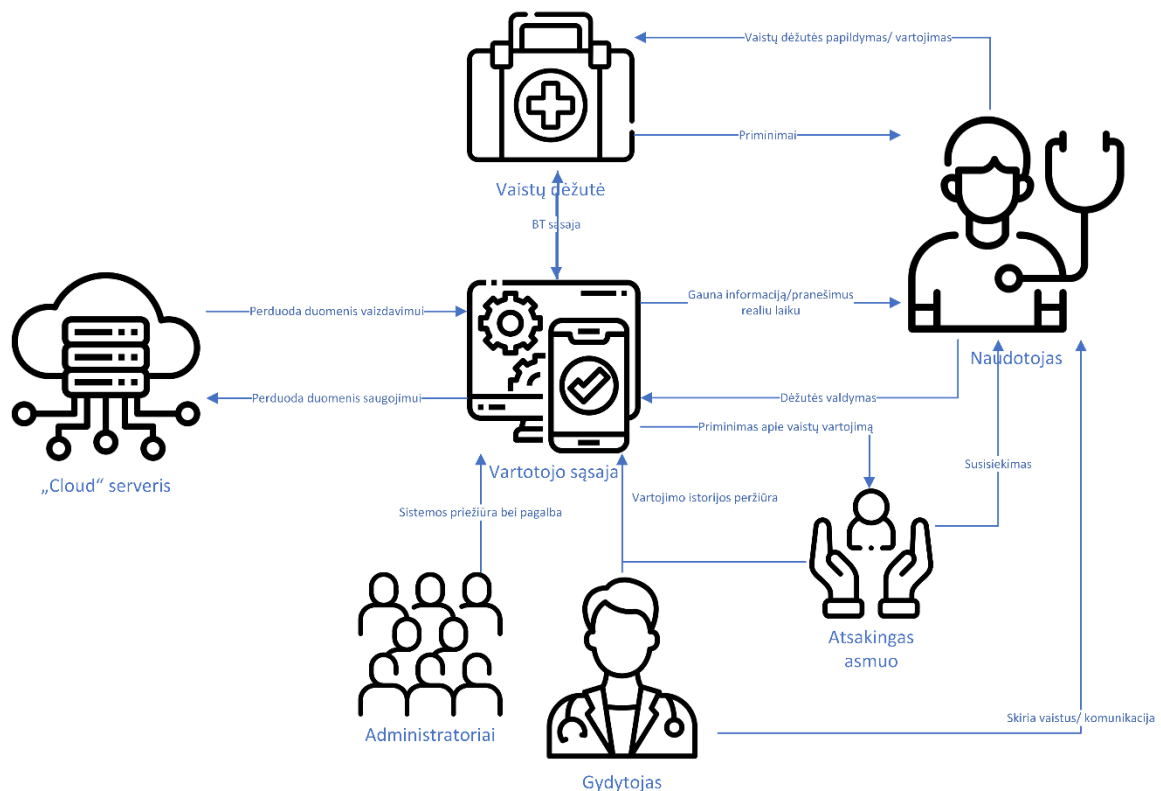 Vaistų dėžutės papildymas/ vartojimas
Priminimai
Vaistų dėžutė
BT sąsaja
Perduoda duomenis vaizdavimui
Gauna informaciją/pranešimus
realiu laiku
Naudotojas
Perduoda duomenis saugojimui
Dėžutės valdymas
Priminimas apie vaistų vartojimą
Susisiekimas
Vartotojo sąsaja
„Cloud“ serveris
Vartojimo istorijos peržiūra
Sistemos priežiūra bei pagalba
Atsakingas
asmuo
Skiria vaistus/ komunikacija
Administratoriai
Gydytojas